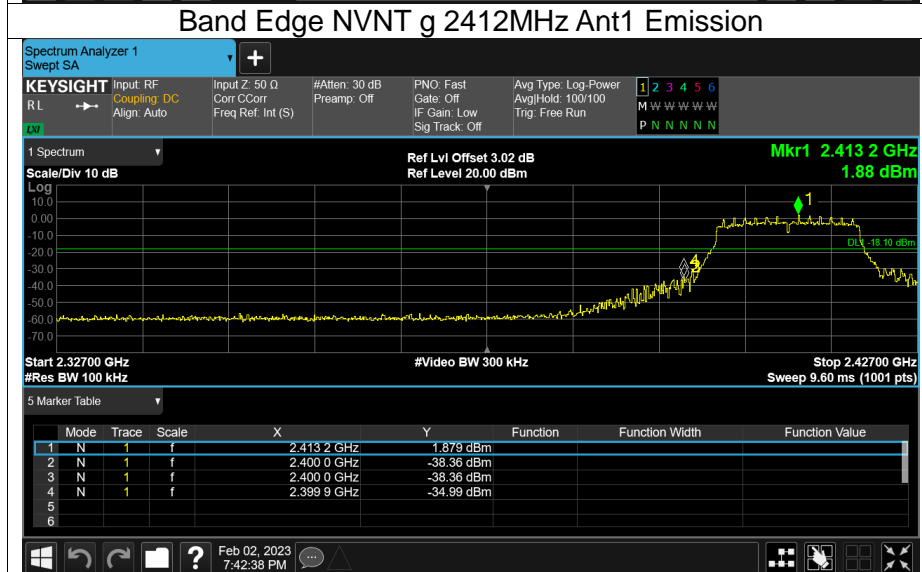 Band Edge NVNT g 2412MHz Ant1 Emission
Spectrum Analyzer 1
Swept SA
+
KEYSIGHT Input: RF Input Z: 50 Ω #Atten: 30 dB PNO: Fast Avg Type: Log-Power 1 2 3 4 5 6
RL Coupling: DC Corr CCorr Preamp: Off Gate: Off Avg|Hold: 100/100 M W W W W W
Align: Auto Freq Ref: Int (S) IF Gain: Low Trig: Free Run
LXI Sig Track: Off P N N N N N
1 Spectrum Ref Lvl Offset 3.02 dB Mkr1 2.413 2 GHz
Scale/Div 10 dB Ref Level 20.00 dBm 1.88 dBm
Log
10.0
0.00
-10.0
-20.0
-30.0
-40.0
-50.0
-60.0
-70.0
1
DL1 -18.10 dBm
Start 2.32700 GHz #Video BW 300 kHz Stop 2.42700 GHz
#Res BW 100 kHz Sweep 9.60 ms (1001 pts)
5 Marker Table
Mode Trace Scale X Y Function Function Width Function Value
1 N 1 f 2.413 2 GHz 1.879 dBm
2 N 1 f 2.400 0 GHz -38.36 dBm
3 N 1 f 2.400 0 GHz -38.36 dBm
4 N 1 f 2.399 9 GHz -34.99 dBm
5
6
? Feb 02, 2023
7:42:38 PM